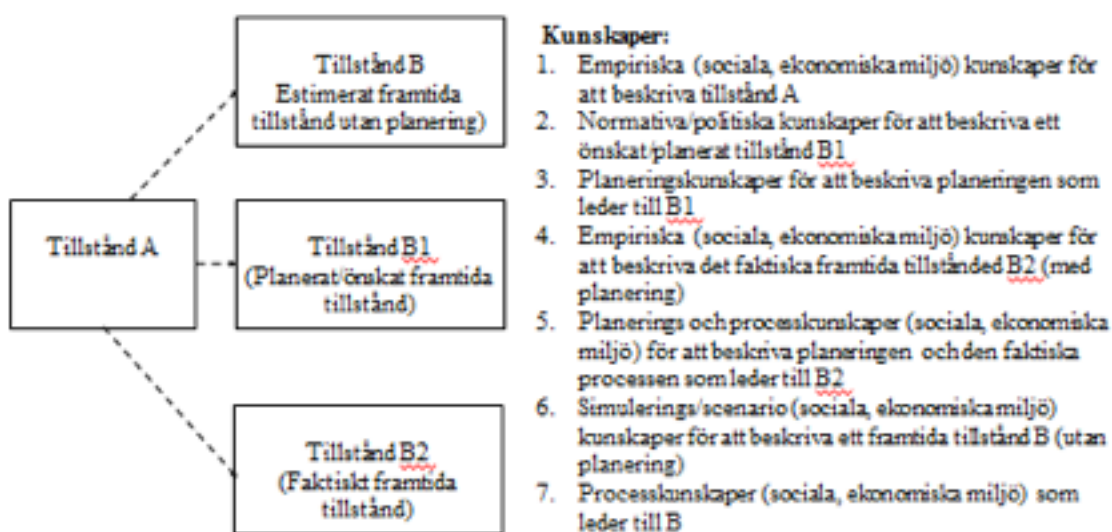 Tillstånd B
Estimerat framtida
tillstånd utan planering)
Tillstånd A
Tillstånd B1
(Planerat/önskat framtida
tillstånd)
Tillstånd B2
(Faktiskt framtida
tillstånd)
Kunskaper:
1. Empiriska (sociala, ekonomiska miljö) kunskaper för
att beskriva tillstånd A
2. Normativa/politiska kunskaper för att beskriva ett
önskat/planerat tillstånd B1
3. Planeringskunskaper för att beskriva planeringen som
leder till B1
4. Empiriska (sociala, ekonomiska miljö) kunskaper för
att beskriva det faktiska framtida tillstånded B2 (med
planering)
5. Planerings och processkunskaper (sociala, ekonomiska
miljö) för att beskriva planeringen och den faktiska
processen som leder till B2
6. Simulerings/scenario (sociala, ekonomiska miljö)
kunskaper för att beskriva ett framtida tillstånd B (utan
planering)
7. Processkunskaper (sociala, ekonomiska miljö) som
leder till B